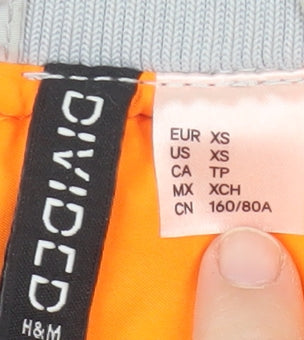 DIVIDED
H&M
EUR XS
US XS
CA TP
MX XCH
CN 160/80A